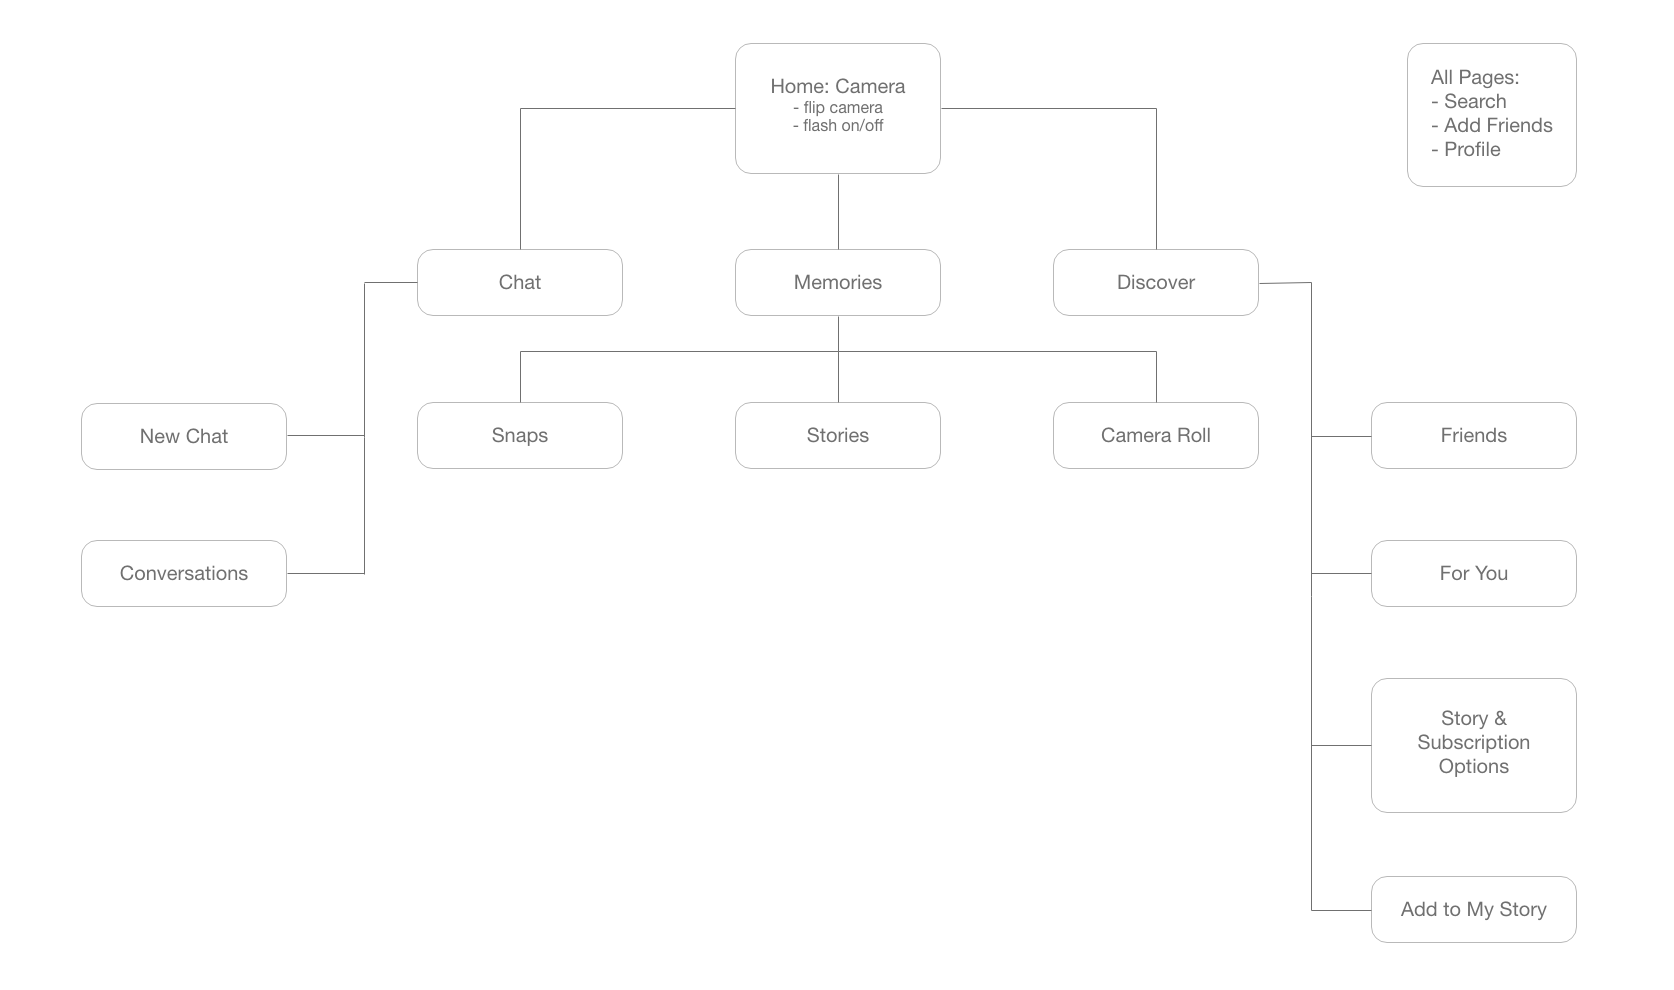 Home: Camera
- flip camera
- flash on/off
All Pages:
- Search
- Add Friends
- Profile
Chat
Memories
Discover
New Chat
Snaps
Stories
Camera Roll
Friends
Conversations
For You
Story &
Subscription
Options
Add to My Story